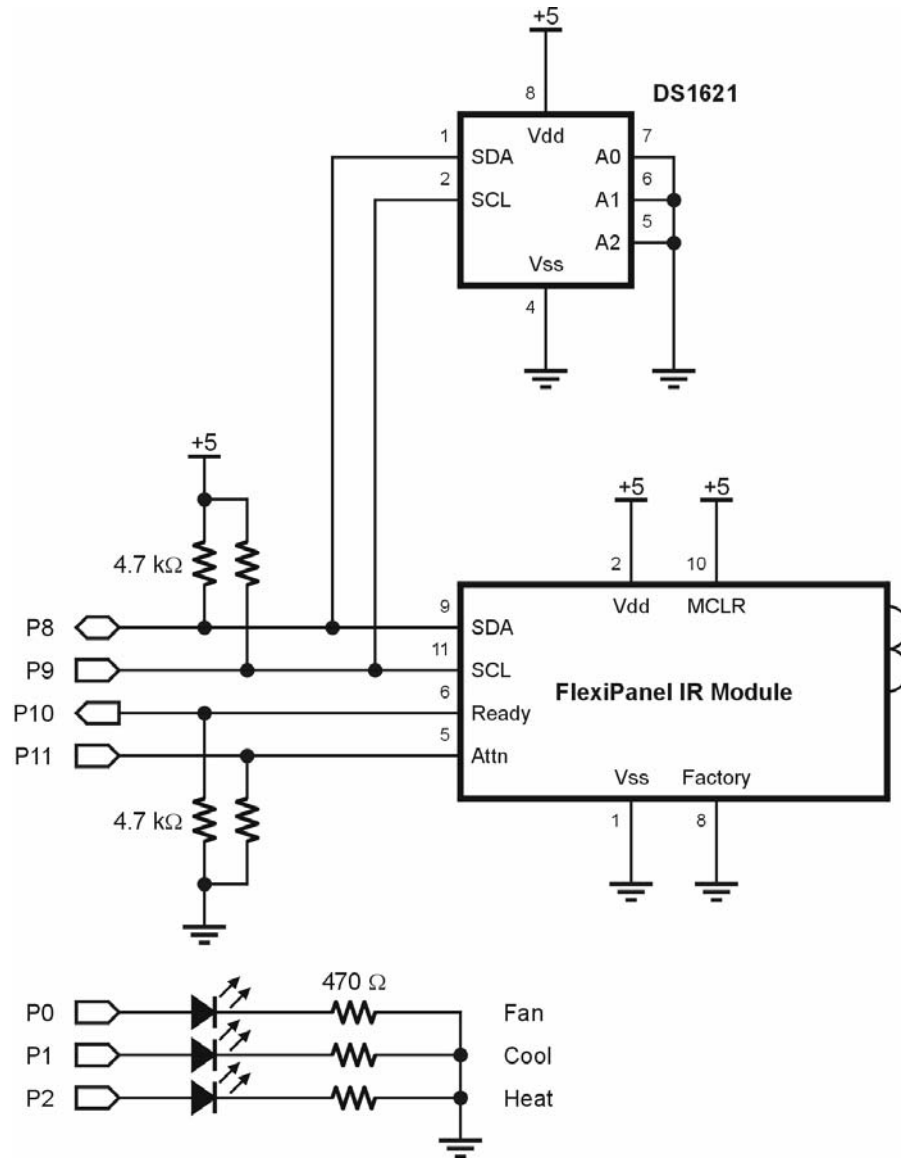 +5
8
DS1621
1
Vdd
7
SDA
A0
2
6
SCL
A1
5
A2
Vss
4
+5
+5
+5
4.7 kΩ
2
10
9
Vdd
MCLR
P8
SDA
11
P9
SCL
6
FlexiPanel IR Module
P10
Ready
5
P11
Attn
Vss
Factory
4.7 kΩ
1
8
470 Ω
P0
Fan
P1
Cool
P2
Heat